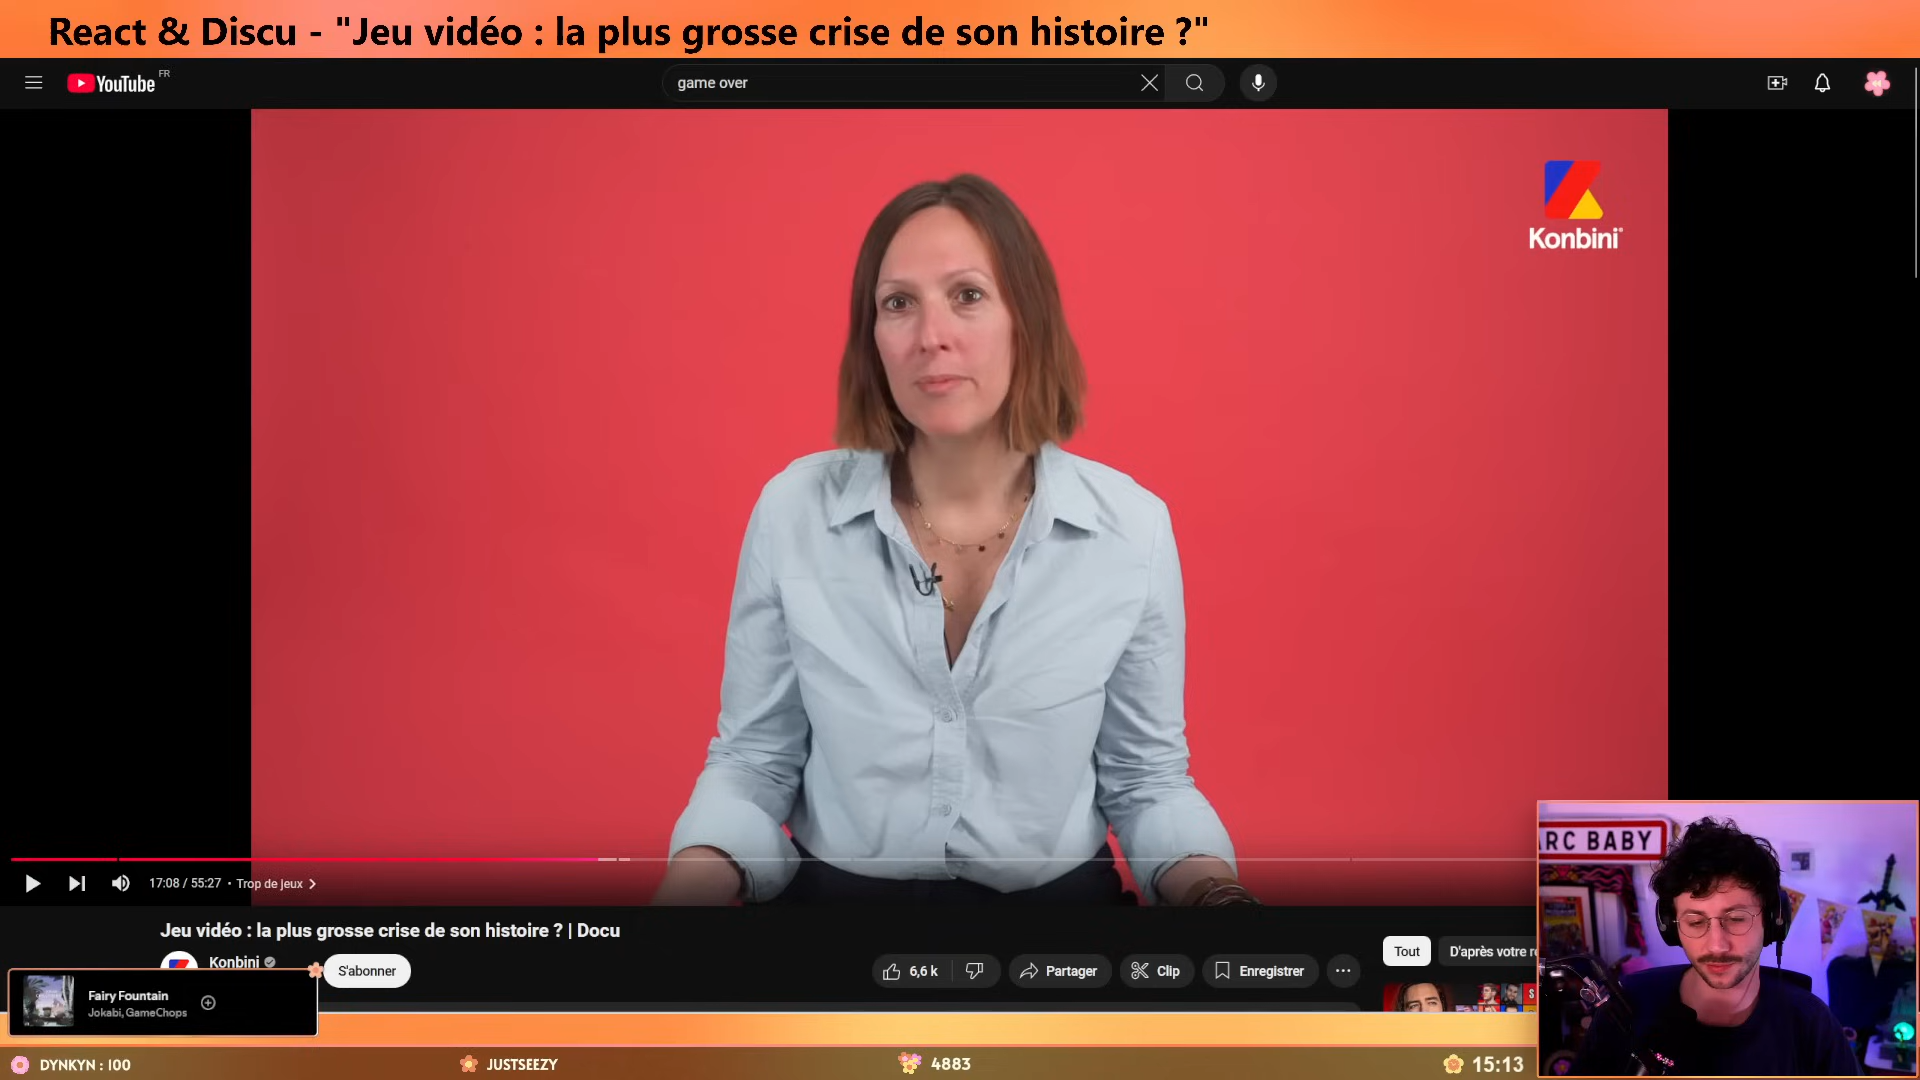 React & Discu - "Jeu vidéo : la plus grosse crise de son histoire ?"
YouTube FR
game over
Konbini
17:08 / 55:27 • Trop de jeux
Jeu vidéo : la plus grosse crise de son histoire ? | Docu
Konbini
S'abonner
6,6 k
Partager
Clip
Enregistrer
Tout
D'après votre re
Fairy Fountain
Jokabi, GameChops
ARC BABY
DYNKYN : 100
JUSTSEEZY
4883
15:13